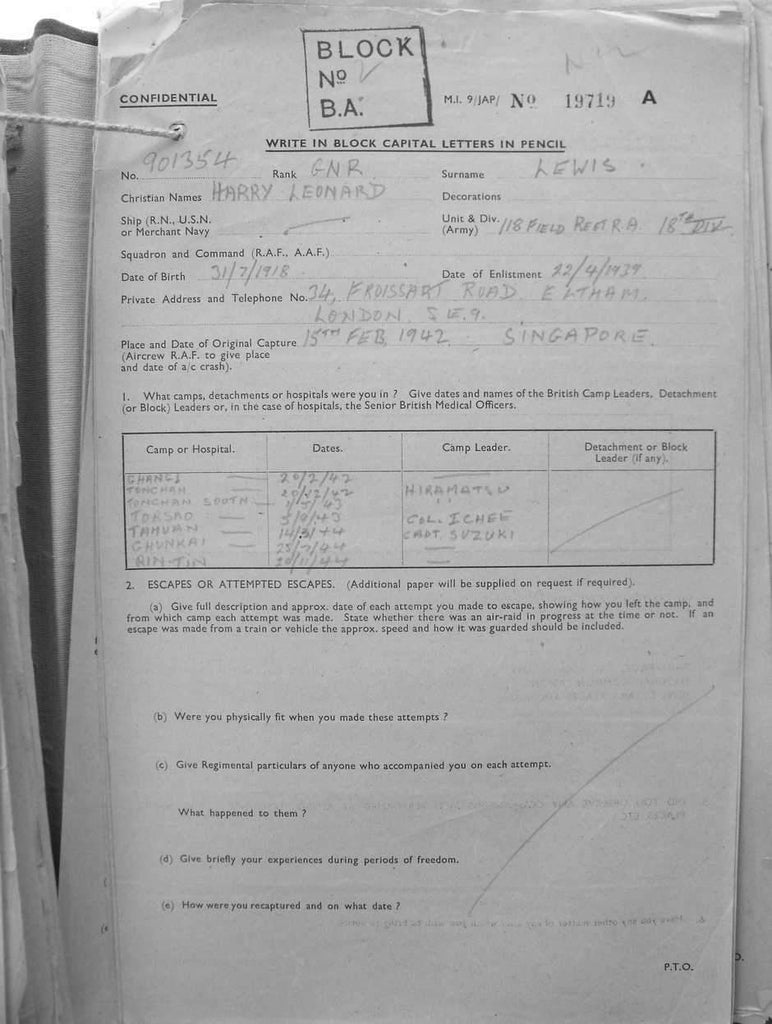 BLOCK
Nº
B.A.
CONFIDENTIAL
M.I. 9/JAP/ Nº 19719 A
WRITE IN BLOCK CAPITAL LETTERS IN PENCIL
No. 901354 Rank GNR Surname LEWIS
Christian Names HARRY LEONARD Decorations
Ship (R.N., U.S.N. or Merchant Navy
Unit & Div. (Army) 118 FIELD REGT R.A. 18TH DIV.
Squadron and Command (R.A.F., A.A.F.)
Date of Birth 31/7/1918 Date of Enlistment 22/4/1939
Private Address and Telephone No. 34, FROISSART ROAD ELTHAM.
LONDON. S.E.9.
Place and Date of Original Capture 15TH FEB, 1942. SINGAPORE.
(Aircrew R.A.F. to give place
and date of a/c crash).
1. What camps, detachments or hospitals were you in ? Give dates and names of the British Camp Leaders, Detachment
(or Block) Leaders or, in the case of hospitals, the Senior British Medical Officers.
Camp or Hospital. Dates. Camp Leader. Detachment or Block Leader (if any).
CHANGI 20/2/42
TONCHAN HIRAMATSU
TONCHAN SOUTH " "
TORSAO 5/9/43 COL. ICHEE
TAMUAN 14/3/44 CAPT. SUZUKI
CHUNKAI 25/7/44
RIN TIN 20/11/44
2. ESCAPES OR ATTEMPTED ESCAPES. (Additional paper will be supplied on request if required).
(a) Give full description and approx. date of each attempt you made to escape, showing how you left the camp, and
from which camp each attempt was made. State whether there was an air-raid in progress at the time or not. If an
escape was made from a train or vehicle the approx. speed and how it was guarded should be included.
(b) Were you physically fit when you made these attempts ?
(c) Give Regimental particulars of anyone who accompanied you on each attempt.
What happened to them ?
(d) Give briefly your experiences during periods of freedom.
(e) How were you recaptured and on what date ?
P.T.O.